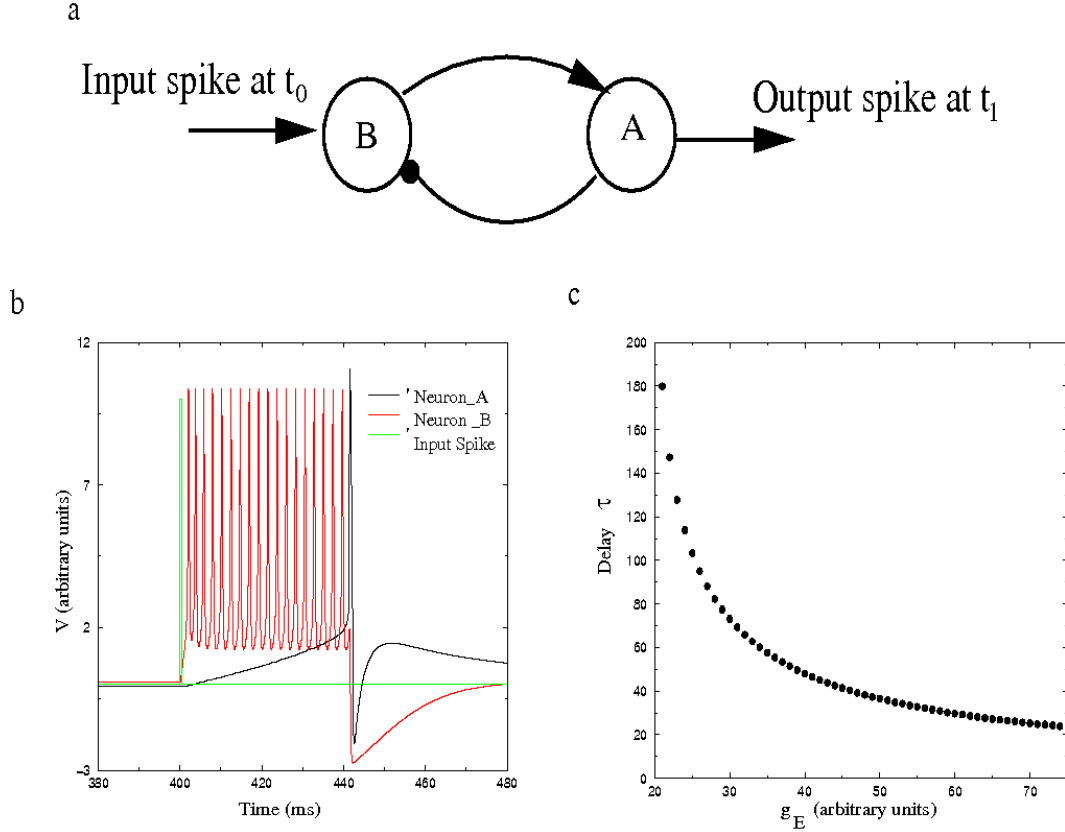 a
Input spike at t0
B
A
Output spike at t1
b
c
12
7
2
−3
V (arbitrary units)
380
400
420
440
460
480
Time (ms)
' Neuron_A
Neuron _B
' Input Spike
200
180
160
140
120
100
80
60
40
20
0
Delay τ
20
30
40
50
60
70
gE (arbitrary units)